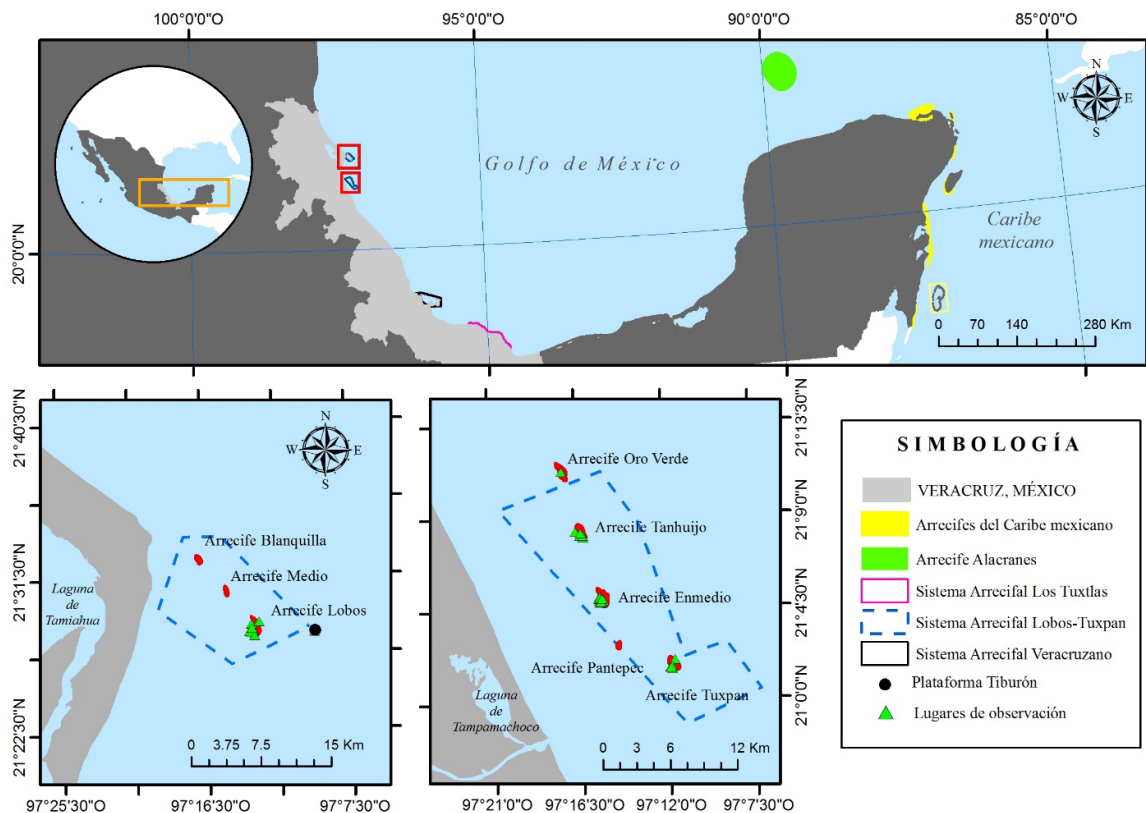 100°0'0"O
95°0'0"O
90°0'0"O
85°0'0"O
N
W
E
S
Golfo de México
Caribe
mexicano
20°0'0"N
0
70
140
280 Km
21°40'30"N
21°31'30"N
21°22'30"N
N
W
E
S
Arrecife Blanquilla
Arrecife Medio
Arrecife Lobos
Laguna
de
Tamiahua
0
3.75
7.5
15 Km
97°25'30"O
97°16'30"O
97°7'30"O
Arrecife Oro Verde
Arrecife Tanhuijo
Arrecife Enmedio
Arrecife Pantepec
Arrecife Tuxpan
Laguna
de
Tampamachoco
0
3
6
12 Km
21°13'30"N
21°9'0"N
21°4'30"N
21°0'0"N
97°21'0"O
97°16'30"O
97°12'0"O
97°7'30"O
SIMBOLOGÍA
VERACRUZ, MÉXICO
Arrecifes del Caribe mexicano
Arrecife Alacranes
Sistema Arrecifal Los Tuxtlas
Sistema Arrecifal Lobos-Tuxpan
Sistema Arrecifal Veracruzano
Plataforma Tiburón
Lugares de observación